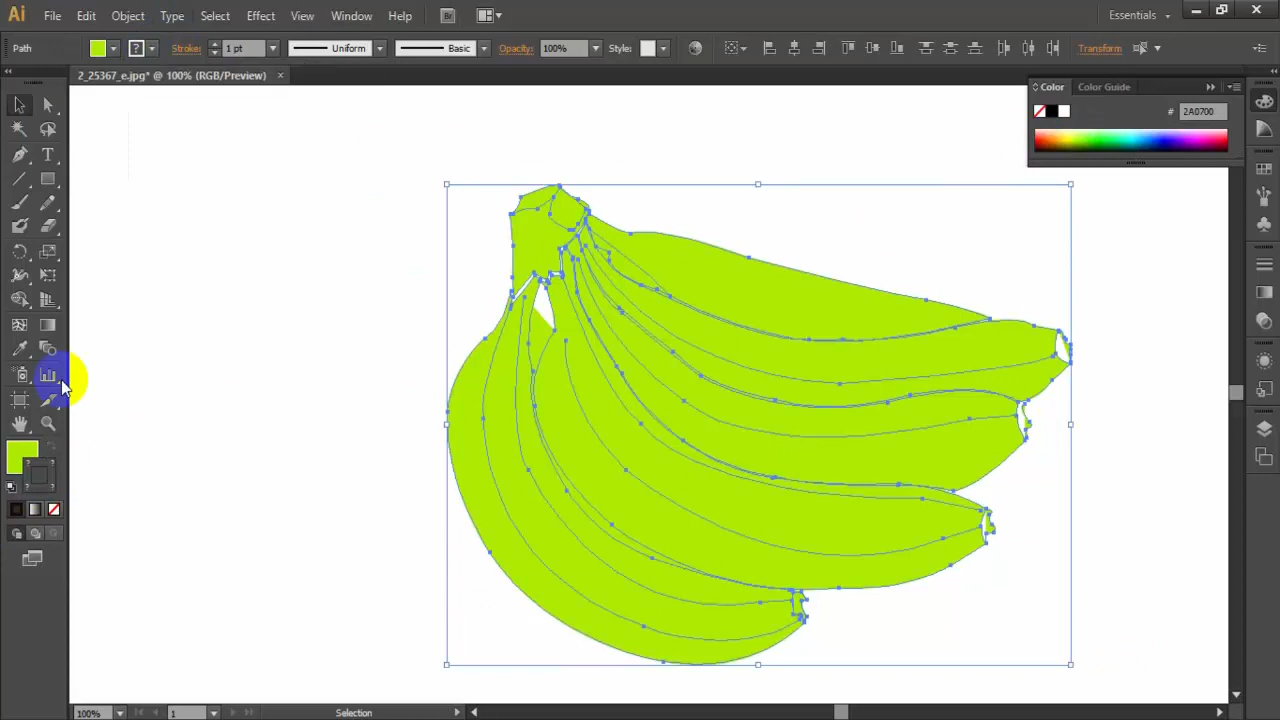 Ai File Edit Object Type Select Effect View Window Help Br Essentials
Path ? Stroke: 1 pt Uniform Basic Opacity: 100% Style: Transform
2_25367_e.jpg* @ 100% (RGB/Preview) ×
Color Color Guide
# 2A0700
T
? ?
? ?
100% 1 Selection